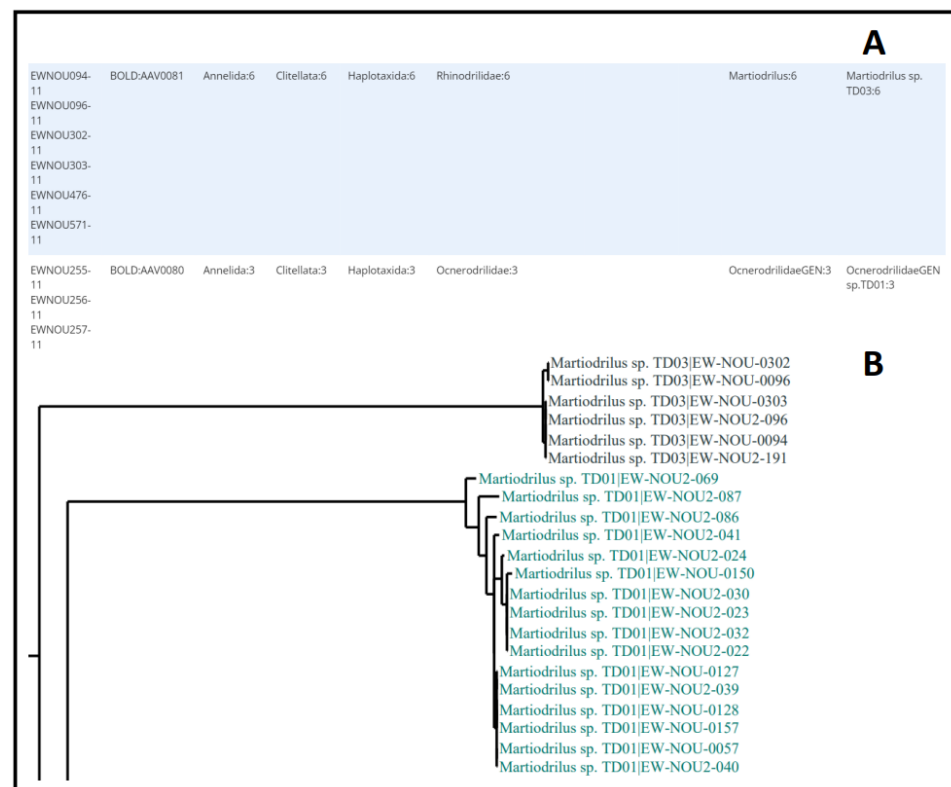 A
EWNOU094- BOLD:AAV0081 Annelida:6 Clitellata:6 Haplotaxida:6 Rhinodrilidae:6 Martiodrilus:6 Martiodrilus sp.
11 TD03:6
EWNOU096-
11
EWNOU302-
11
EWNOU303-
11
EWNOU476-
11
EWNOU571-
11
EWNOU255- BOLD:AAV0080 Annelida:3 Clitellata:3 Haplotaxida:3 Ocnerodrilidae:3 OcnerodrilidaeGEN:3 OcnerodrilidaeGEN
11 sp.TD01:3
EWNOU256-
11
EWNOU257-
11
B
Martiodrilus sp. TD03|EW-NOU-0302
Martiodrilus sp. TD03|EW-NOU-0096
Martiodrilus sp. TD03|EW-NOU-0303
Martiodrilus sp. TD03|EW-NOU2-096
Martiodrilus sp. TD03|EW-NOU-0094
Martiodrilus sp. TD03|EW-NOU2-191
Martiodrilus sp. TD01|EW-NOU2-069
Martiodrilus sp. TD01|EW-NOU2-087
Martiodrilus sp. TD01|EW-NOU2-086
Martiodrilus sp. TD01|EW-NOU2-041
Martiodrilus sp. TD01|EW-NOU2-024
Martiodrilus sp. TD01|EW-NOU-0150
Martiodrilus sp. TD01|EW-NOU2-030
Martiodrilus sp. TD01|EW-NOU2-023
Martiodrilus sp. TD01|EW-NOU2-032
Martiodrilus sp. TD01|EW-NOU2-022
Martiodrilus sp. TD01|EW-NOU-0127
Martiodrilus sp. TD01|EW-NOU2-039
Martiodrilus sp. TD01|EW-NOU-0128
Martiodrilus sp. TD01|EW-NOU-0157
Martiodrilus sp. TD01|EW-NOU-0057
Martiodrilus sp. TD01|EW-NOU2-040